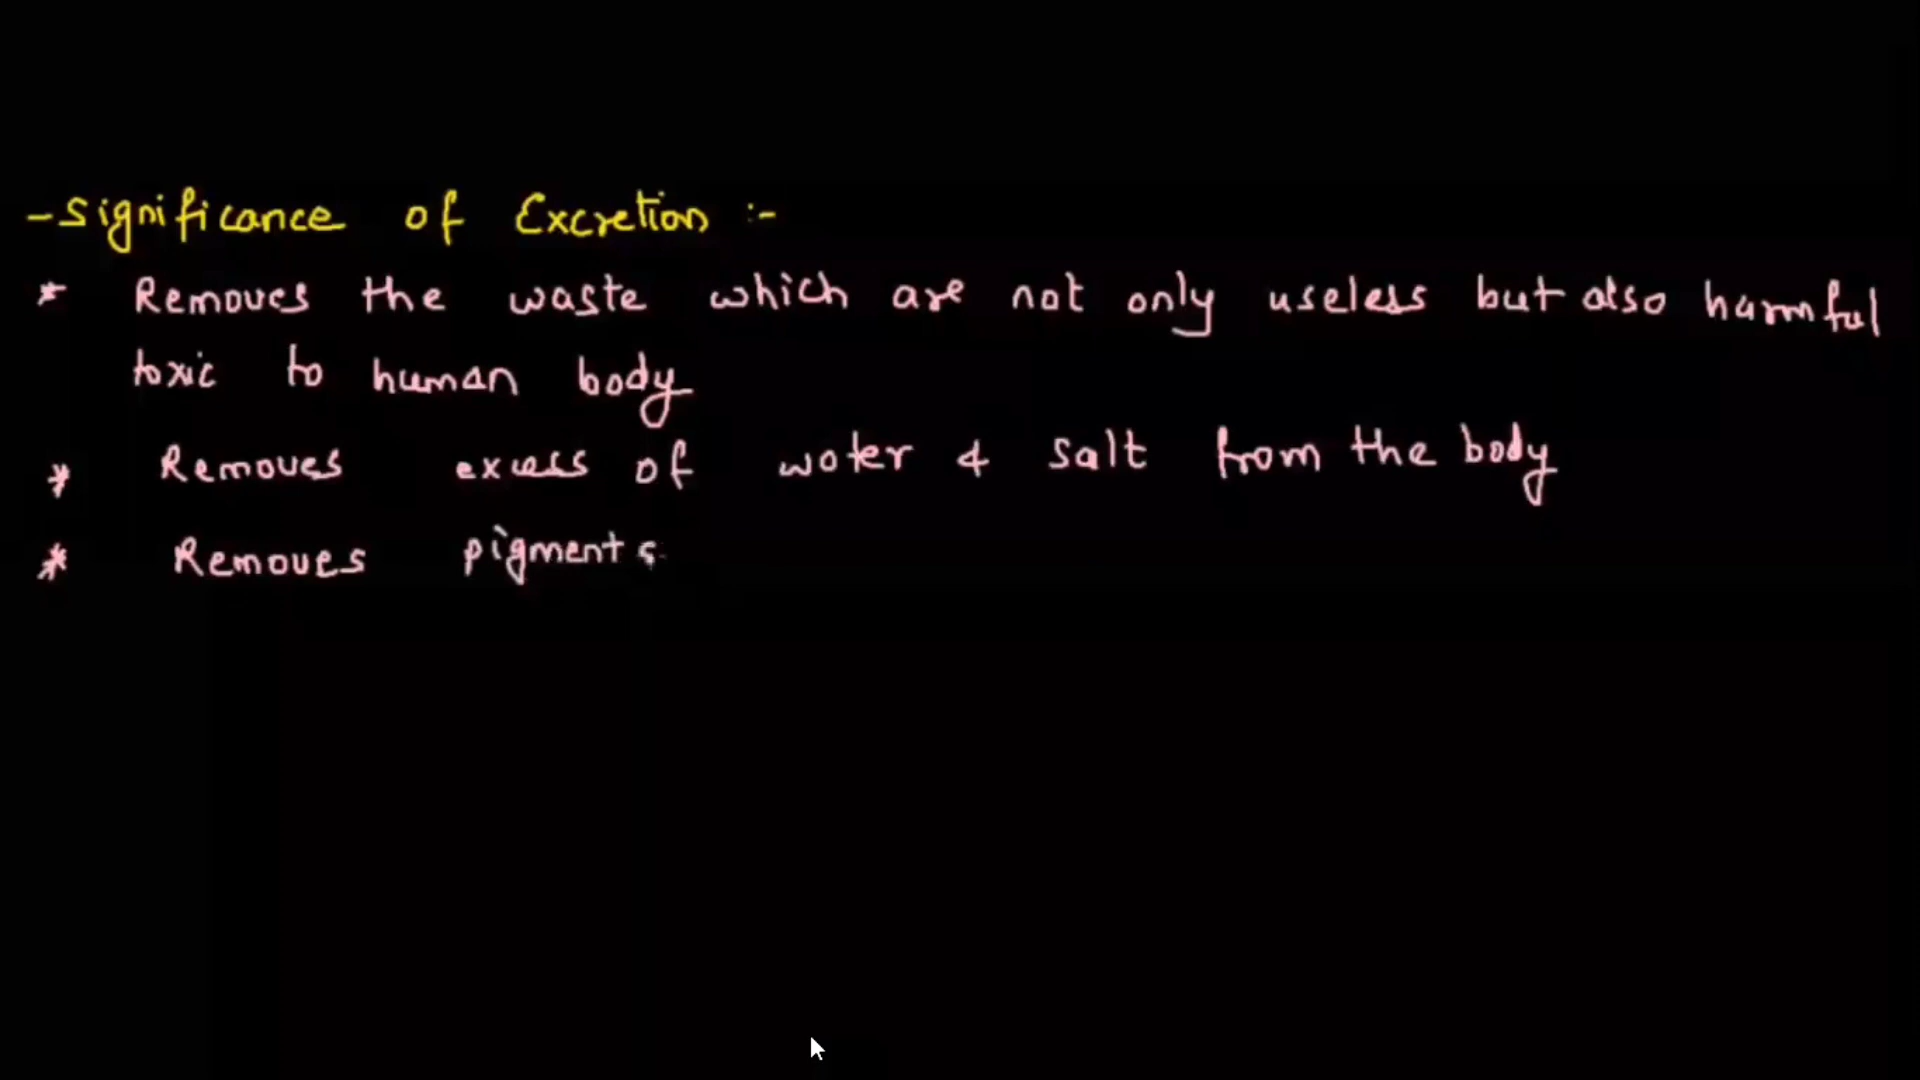 - Significance of Excretion :-
* Removes the waste which are not only useless but also harmful
toxic to human body
* Removes excess of water & salt from the body
* Removes pigments